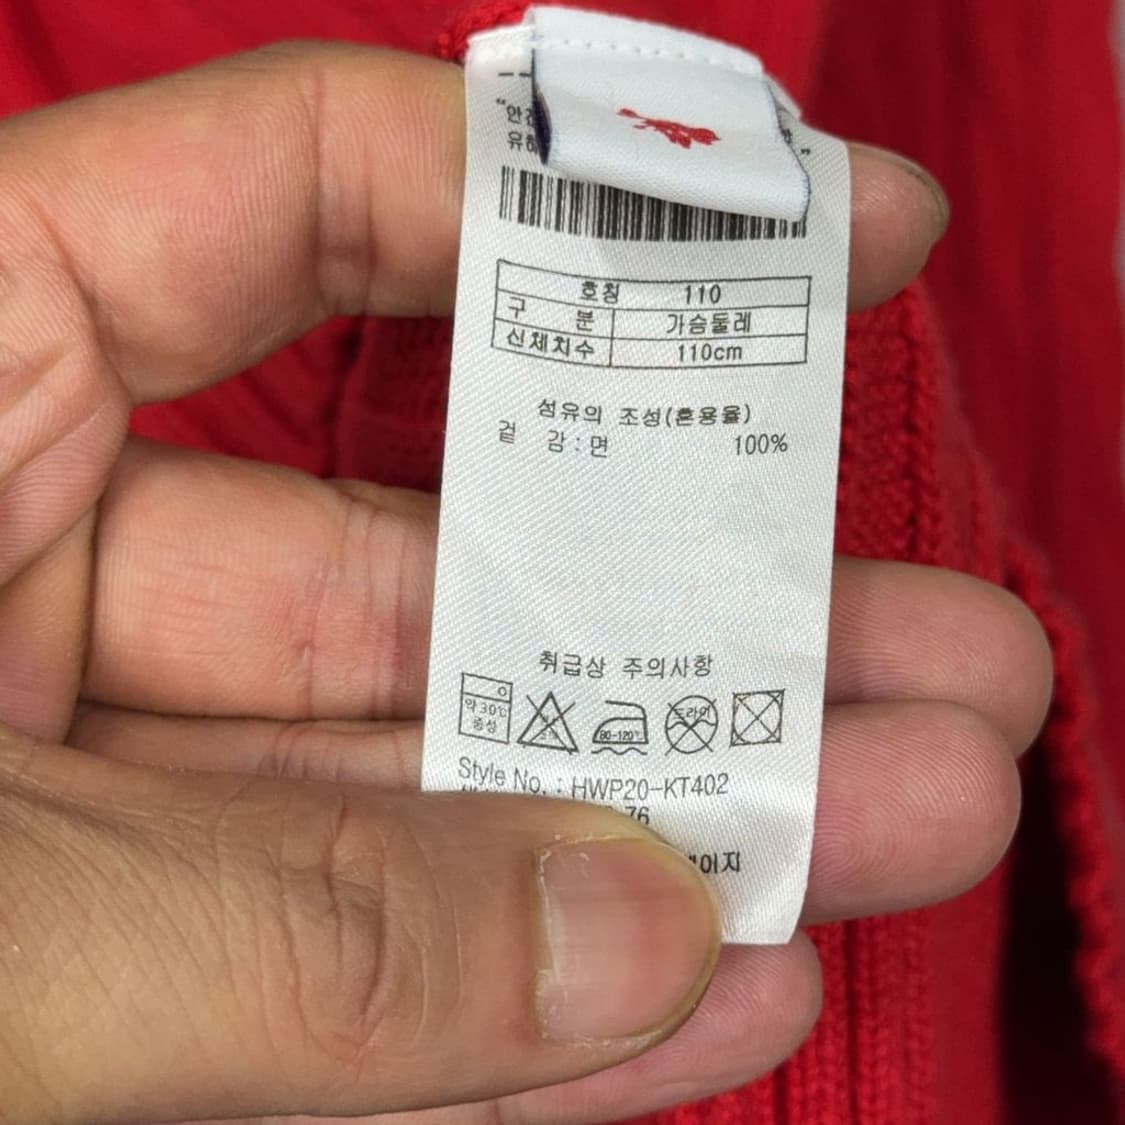 호칭 110
구 분 가슴둘레
신체치수 110cm
섬유의 조성(혼용율)
겉 감 : 면 100%
취급상 주의사항
약 30℃
중성
80-120℃
드라이
Style No. : HWP20-KT402
76